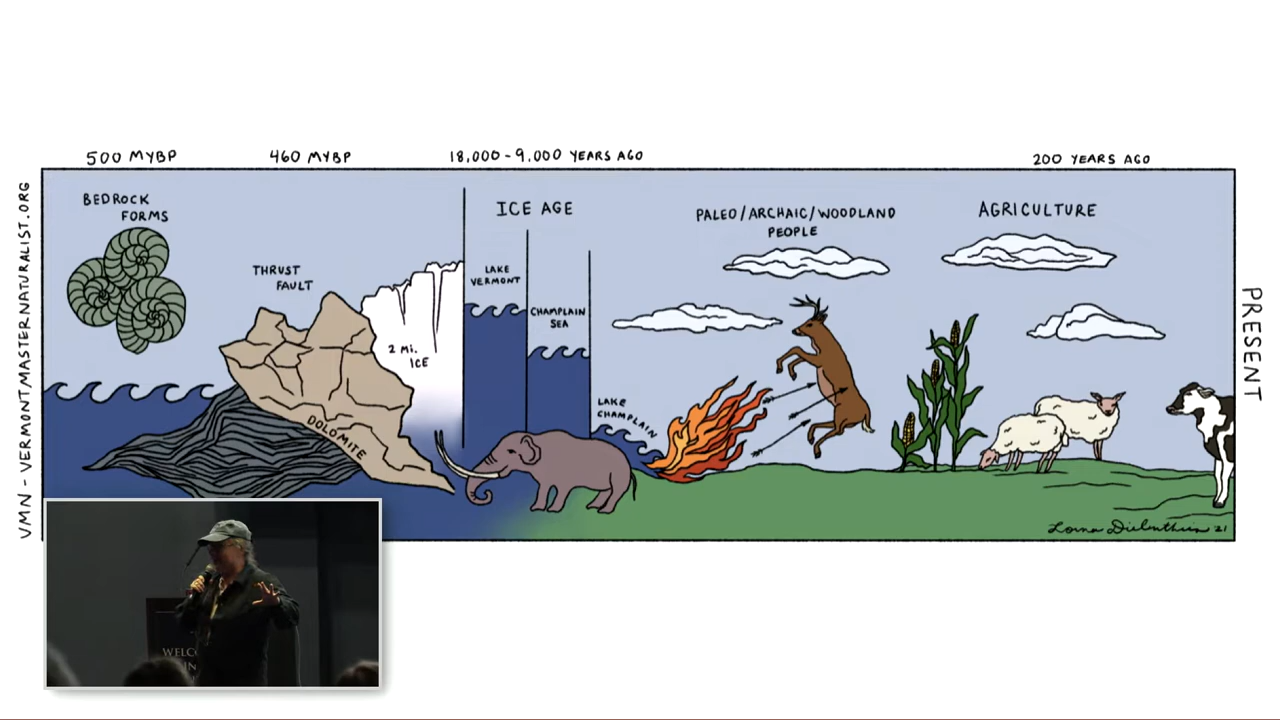 500 MYBP
460 MYBP
18,000-9,000 YEARS AGO
200 YEARS AGO
VMN - VERMONTMASTERNATURALIST.ORG
BEDROCK
FORMS
THRUST
FAULT
2 MI.
ICE
DOLOMITE
ICE AGE
LAKE
VERMONT
CHAMPLAIN
SEA
LAKE
CHAMPLAIN
PALEO/ARCHAIC/WOODLAND
PEOPLE
AGRICULTURE
PRESENT
Lorna 21